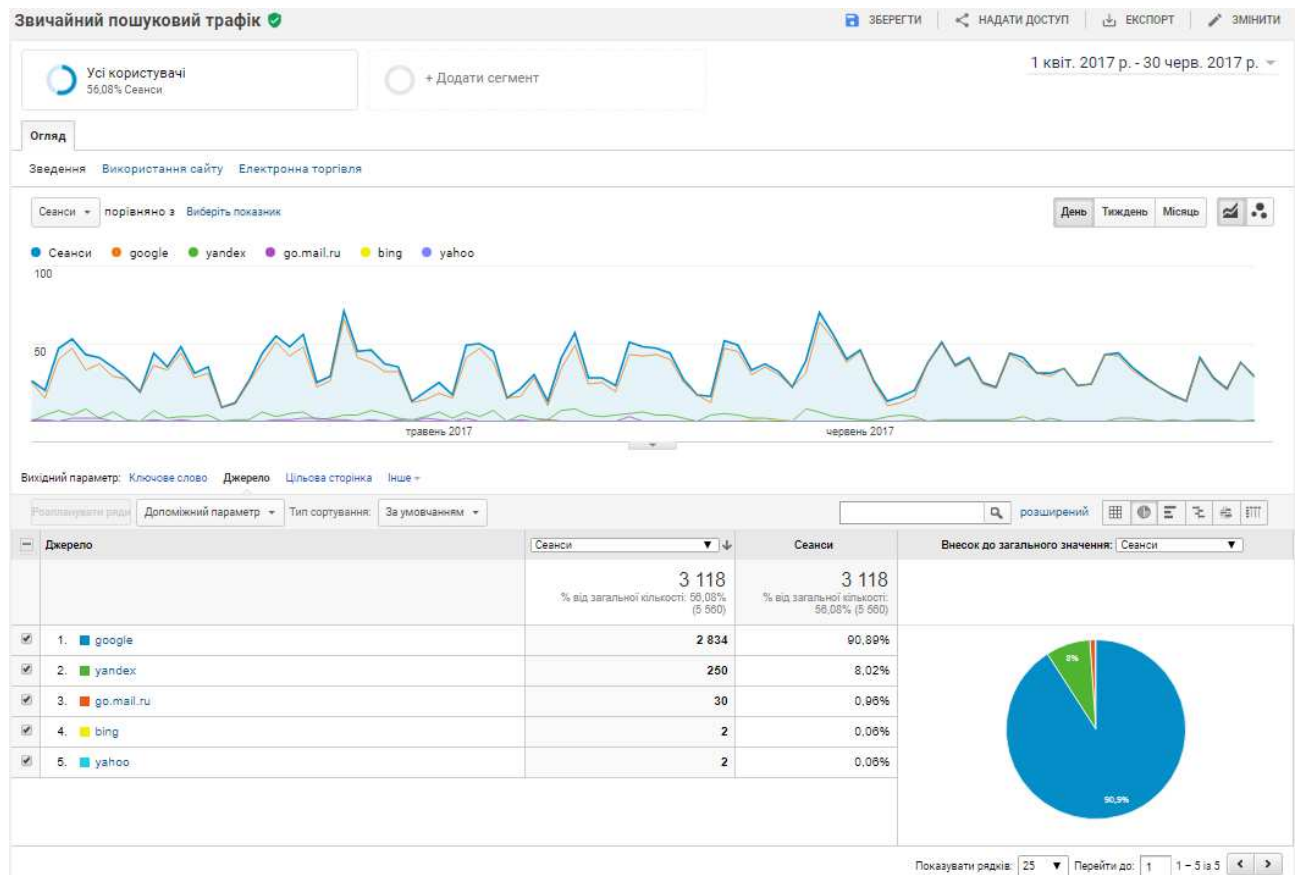 Звичайний пошуковий трафік
ЗБЕРЕГТИ НАДАТИ ДОСТУП ЕКСПОРТ ЗМІНИТИ
Усі користувачі
56,08% Сеанси
+ Додати сегмент
1 квіт. 2017 р. - 30 черв. 2017 р.
Огляд
Зведення Використання сайту Електронна торгівля
Сеанси порівняно з Виберіть показник
День Тиждень Місяць
Сеанси google yandex go.mail.ru bing yahoo
100
50
травень 2017 червень 2017
Вихідний параметр: Ключове слово Джерело Цільова сторінка Інше
Розпланувати ряди Допоміжний параметр Тип сортування: За умовчанням розширений
Джерело Сеанси Сеанси Внесок до загального значення: Сеанси
3 118 3 118
% від загальної кількості: 56,08% (5 560) % від загальної кількості: 56,08% (5 560)
1. google 2 834 90,89%
2. yandex 250 8,02%
3. go.mail.ru 30 0,96%
4. bing 2 0,06%
5. yahoo 2 0,06%
8%
90,9%
Показувати рядків: 25 Перейти до: 1 1 – 5 із 5